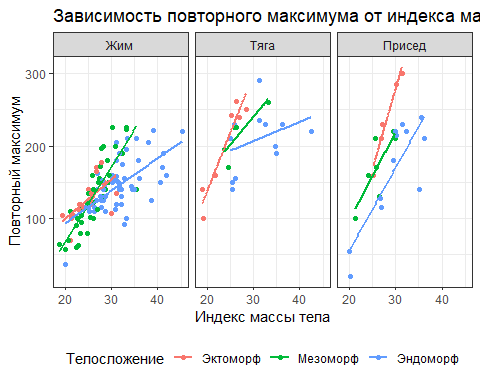 Зависимость повторного максимума от индекса ма
Жим Тяга Присед
Повторный максимум
300
200
100
20 30 40 20 30 40 20 30 40
Индекс массы тела
Телосложение Эктоморф Мезоморф Эндоморф